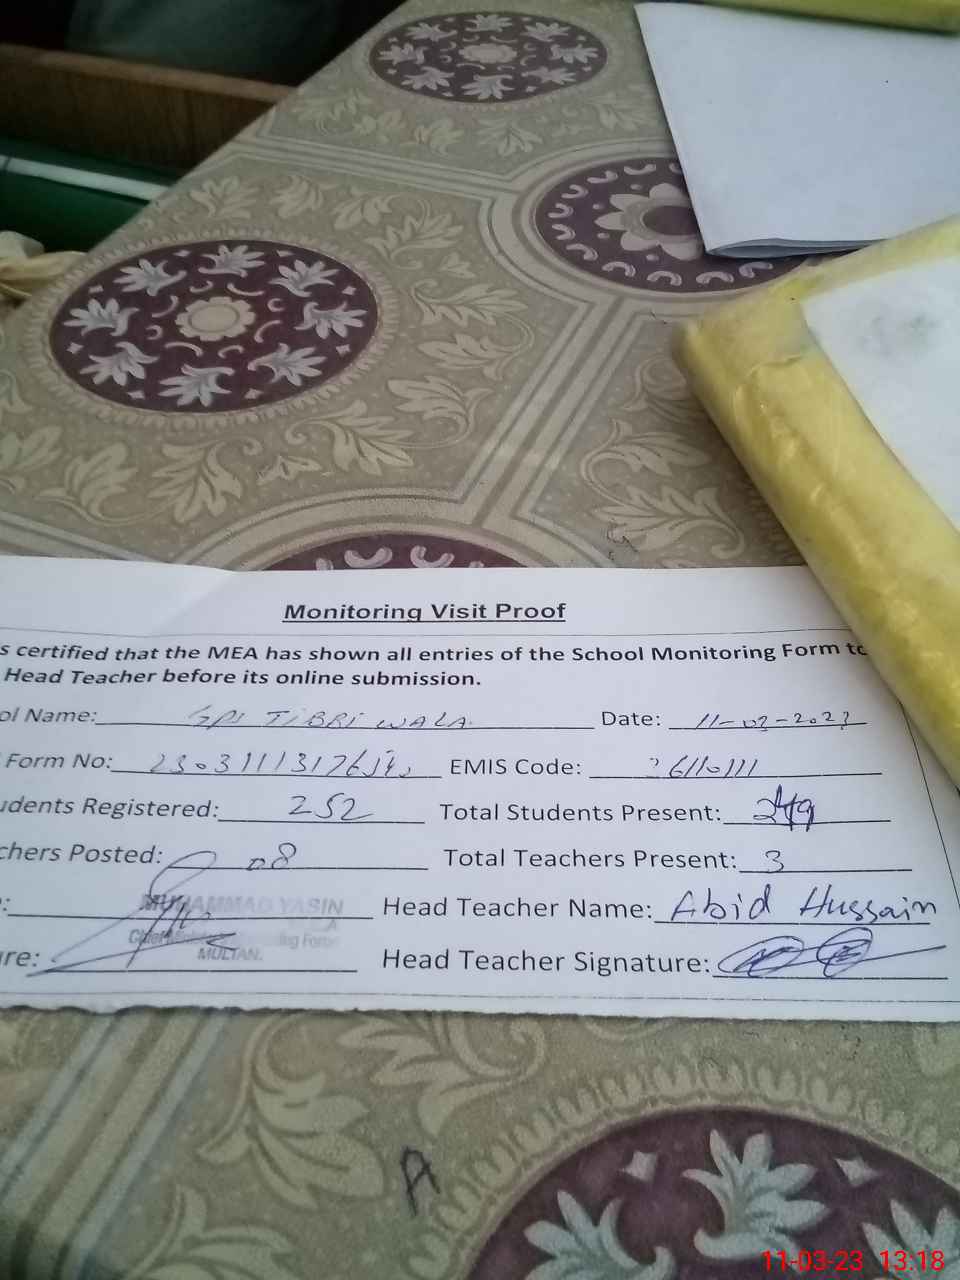 Monitoring Visit Proof
s certified that the MEA has shown all entries of the School Monitoring Form to
Head Teacher before its online submission.
ol Name: GPS TIBBI WALA Date: 11-03-2023
Form No: EMIS Code:
udents Registered: 252 Total Students Present: 249
chers Posted: 08 Total Teachers Present: 3
: MUHAMMAD YASIN Head Teacher Name: Abid Hussain
MULTAN.
re: Head Teacher Signature:
A
11-03-23 13:18